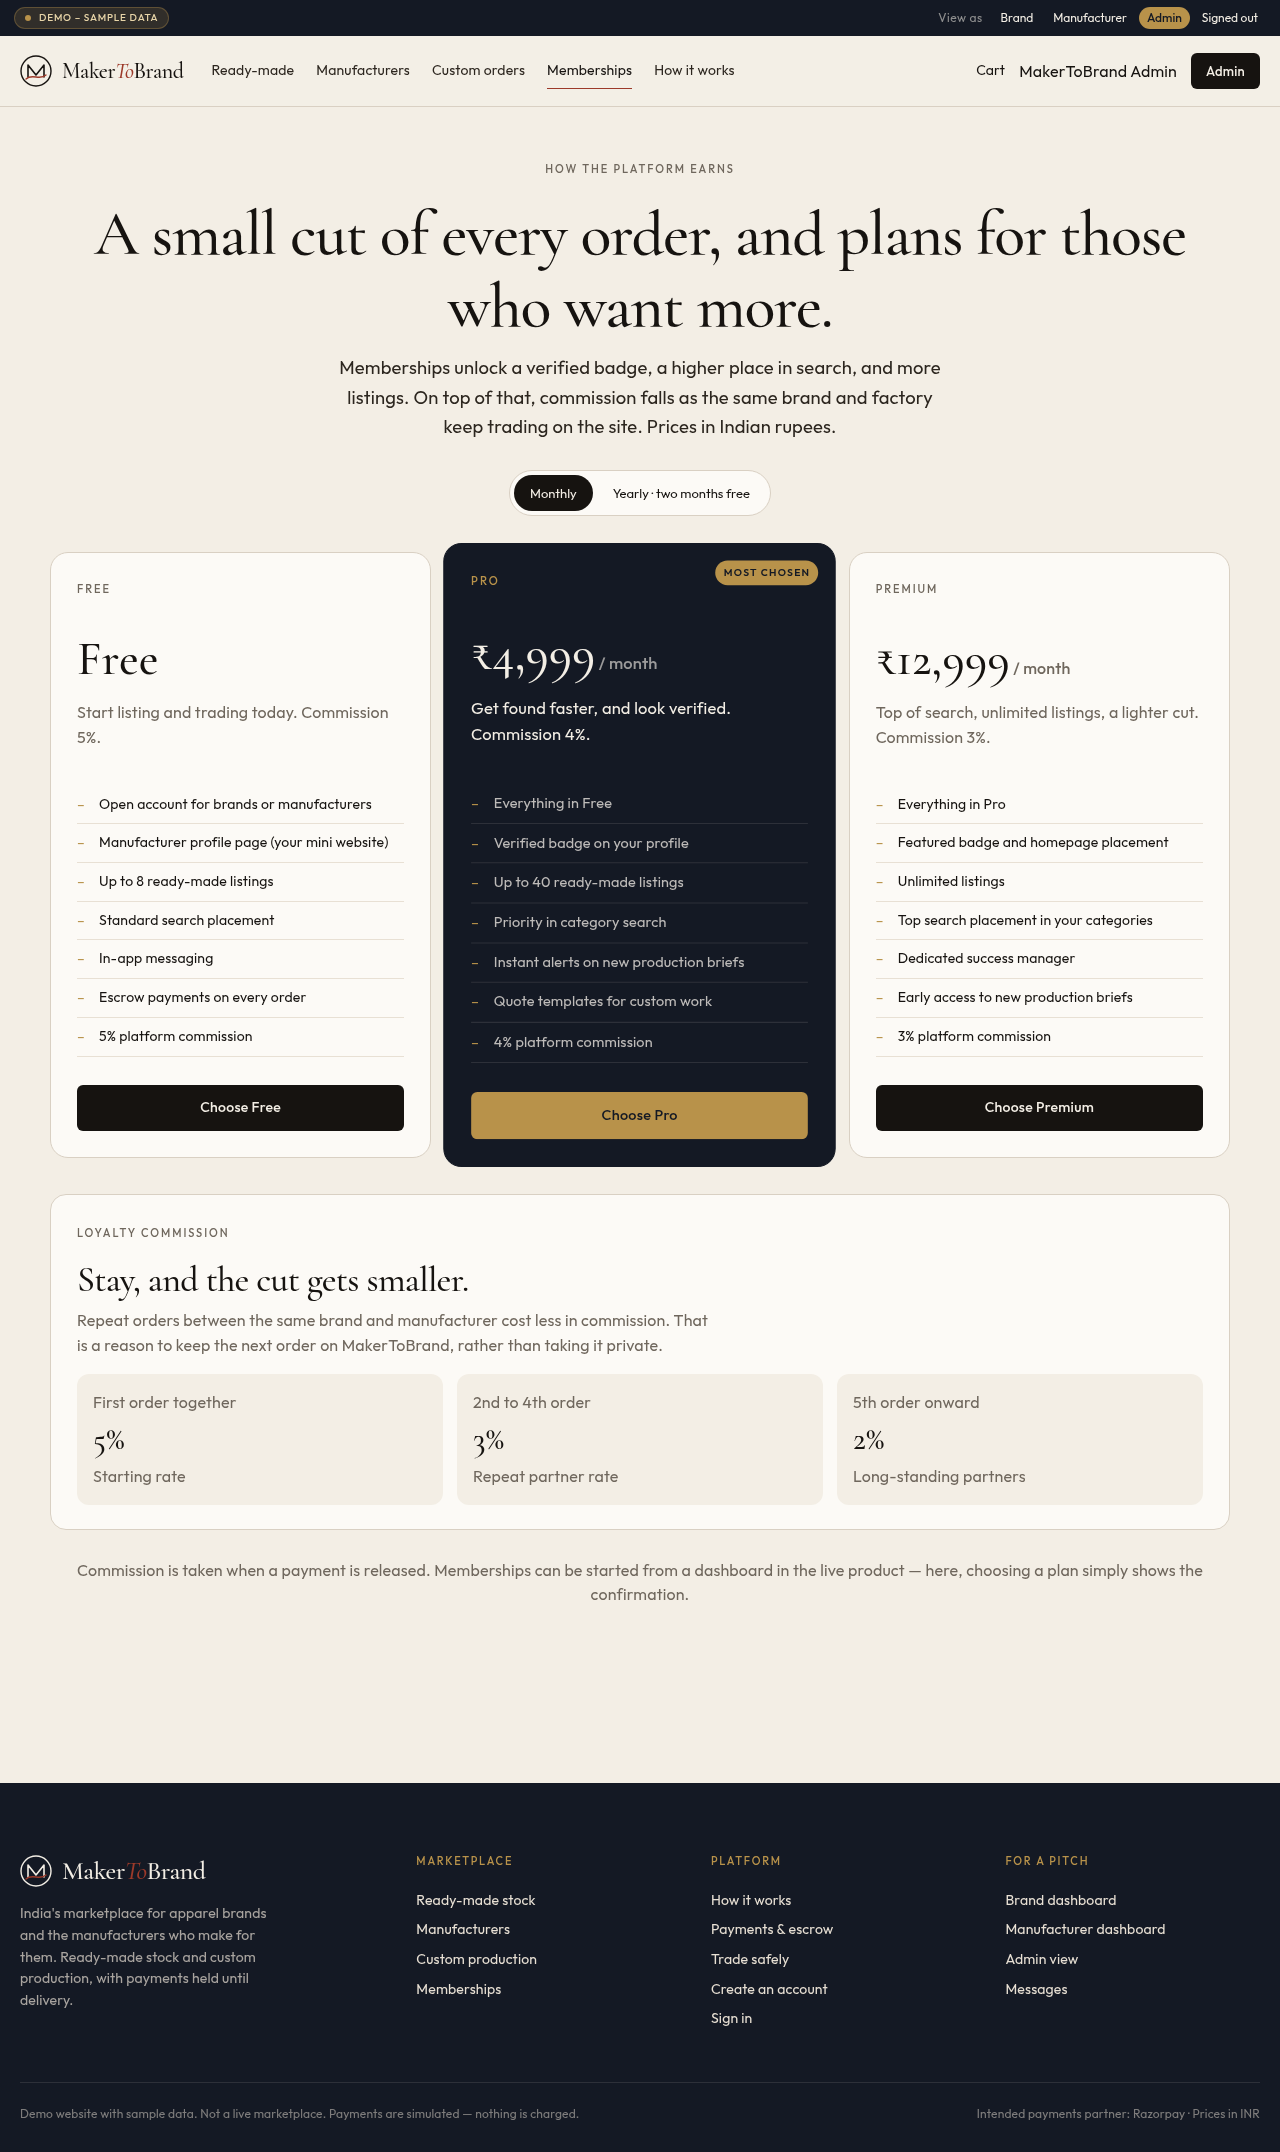 DEMO – SAMPLE DATA
View as Brand Manufacturer Admin Signed out
MakerToBrand Ready-made Manufacturers Custom orders Memberships How it works Cart MakerToBrand Admin Admin
HOW THE PLATFORM EARNS
A small cut of every order, and plans for those
who want more.
Memberships unlock a verified badge, a higher place in search, and more
listings. On top of that, commission falls as the same brand and factory
keep trading on the site. Prices in Indian rupees.
Monthly Yearly · two months free
FREE
Free
Start listing and trading today. Commission
5%.
– Open account for brands or manufacturers
– Manufacturer profile page (your mini website)
– Up to 8 ready-made listings
– Standard search placement
– In-app messaging
– Escrow payments on every order
– 5% platform commission
Choose Free
PRO
MOST CHOSEN
₹4,999 / month
Get found faster, and look verified.
Commission 4%.
– Everything in Free
– Verified badge on your profile
– Up to 40 ready-made listings
– Priority in category search
– Instant alerts on new production briefs
– Quote templates for custom work
– 4% platform commission
Choose Pro
PREMIUM
₹12,999 / month
Top of search, unlimited listings, a lighter cut.
Commission 3%.
– Everything in Pro
– Featured badge and homepage placement
– Unlimited listings
– Top search placement in your categories
– Dedicated success manager
– Early access to new production briefs
– 3% platform commission
Choose Premium
LOYALTY COMMISSION
Stay, and the cut gets smaller.
Repeat orders between the same brand and manufacturer cost less in commission. That
is a reason to keep the next order on MakerToBrand, rather than taking it private.
First order together
5%
Starting rate
2nd to 4th order
3%
Repeat partner rate
5th order onward
2%
Long-standing partners
Commission is taken when a payment is released. Memberships can be started from a dashboard in the live product — here, choosing a plan simply shows the
confirmation.
MakerToBrand
India's marketplace for apparel brands
and the manufacturers who make for
them. Ready-made stock and custom
production, with payments held until
delivery.
MARKETPLACE
Ready-made stock
Manufacturers
Custom production
Memberships
PLATFORM
How it works
Payments & escrow
Trade safely
Create an account
Sign in
FOR A PITCH
Brand dashboard
Manufacturer dashboard
Admin view
Messages
Demo website with sample data. Not a live marketplace. Payments are simulated — nothing is charged.
Intended payments partner: Razorpay · Prices in INR